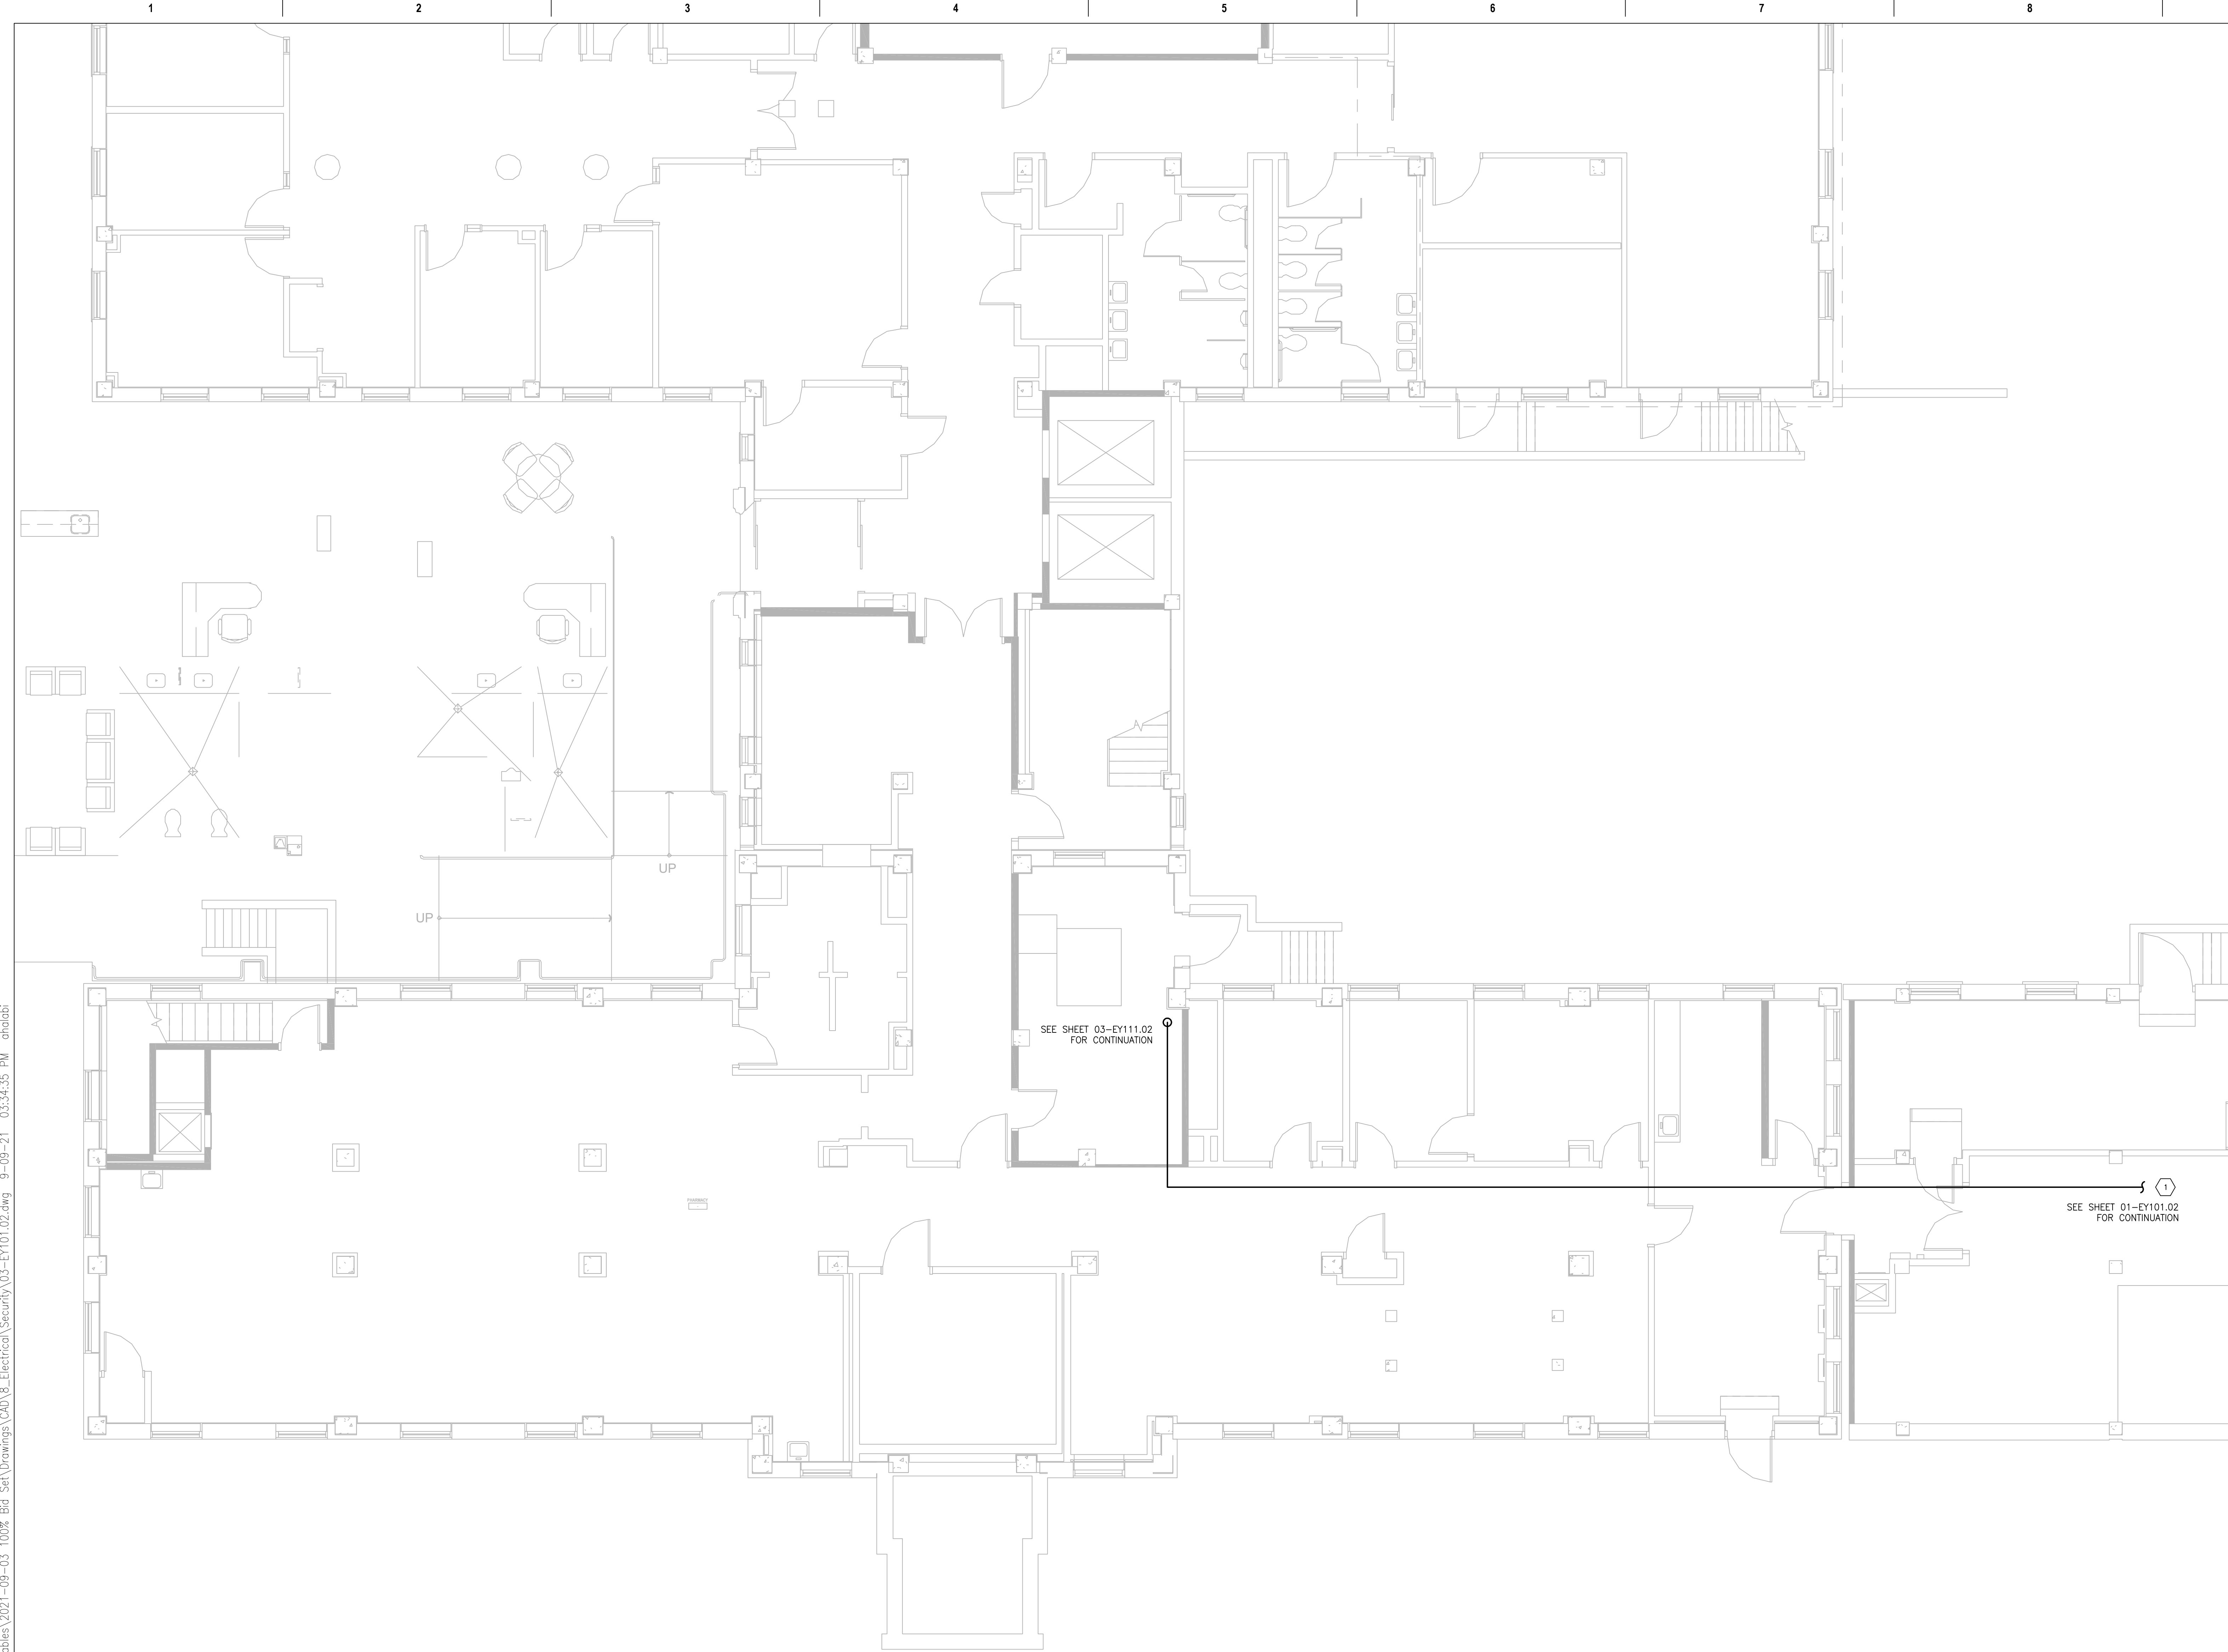 1 2 3 4 5 6 7 8
UP
UP
SEE SHEET 03-EY111.02
FOR CONTINUATION
PHARMACY
1
SEE SHEET 01-EY101.02
FOR CONTINUATION
ables\2021-09-03 100% Bid Set\Drawings\CAD\8_Electrical\Security\03-EY101.02.dwg 9-09-21 03:34:35 PM ahalabi